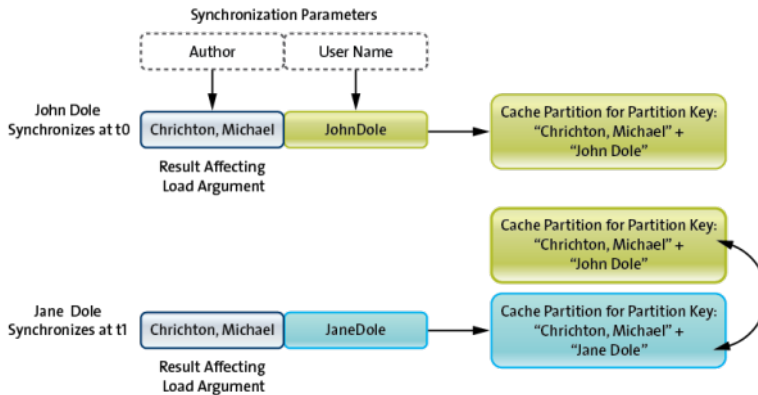 Synchronization Parameters
Author
User Name
John Dole
Synchronizes at t0
Chrichton, Michael
JohnDole
Cache Partition for Partition Key:
"Chrichton, Michael" +
"John Dole"
Result Affecting
Load Argument
Cache Partition for Partition Key:
"Chrichton, Michael" +
"John Dole"
Jane Dole
Synchronizes at t1
Chrichton, Michael
JaneDole
Cache Partition for Partition Key:
"Chrichton, Michael" +
"Jane Dole"
Result Affecting
Load Argument